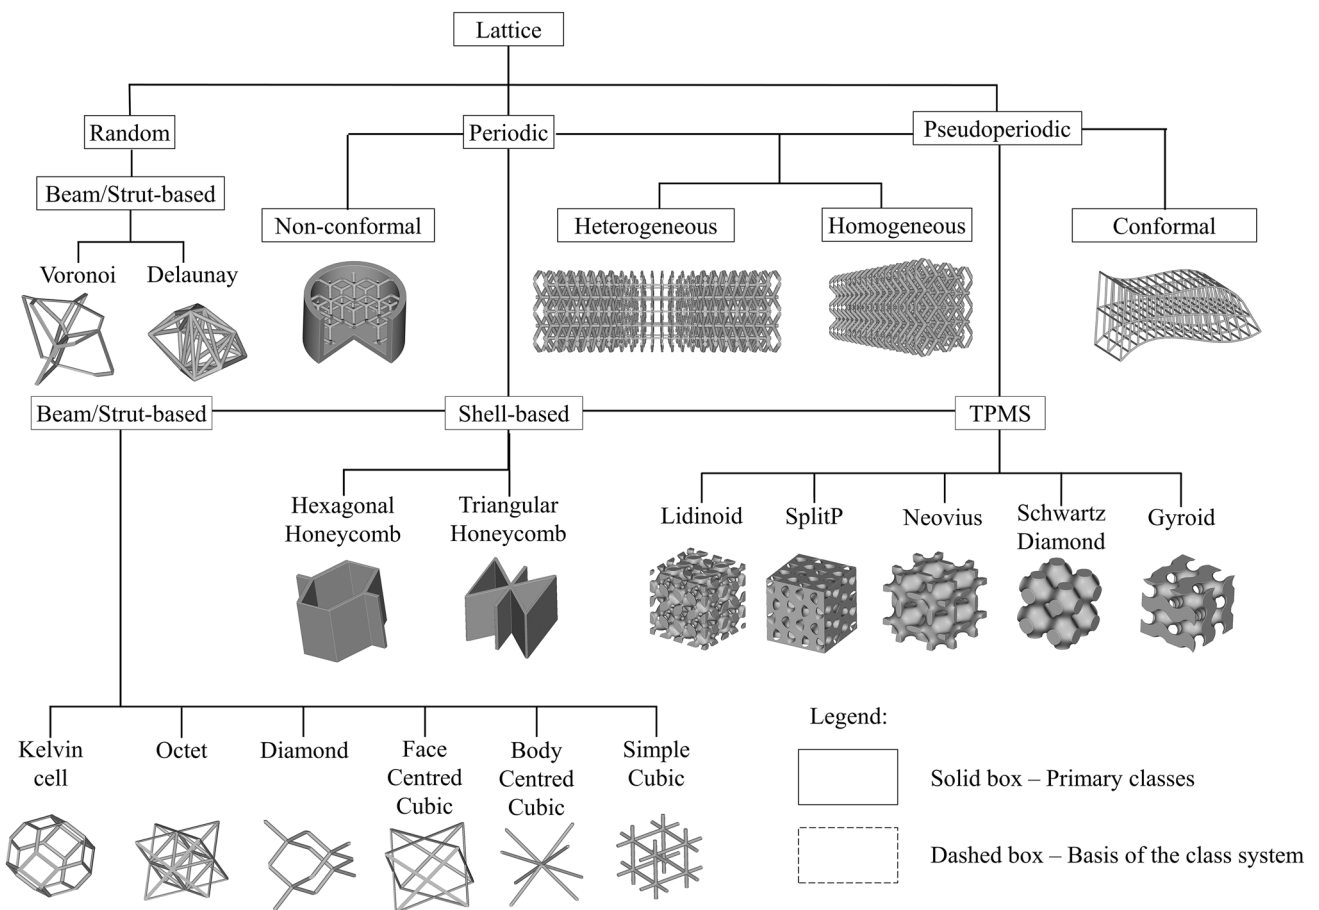 Lattice
Random
Periodic
Pseudoperiodic
Beam/Strut-based
Non-conformal
Heterogeneous
Homogeneous
Conformal
Voronoi
Delaunay
Beam/Strut-based
Shell-based
TPMS
Hexagonal
Honeycomb
Triangular
Honeycomb
Lidinoid
SplitP
Neovius
Schwartz
Diamond
Gyroid
Kelvin
cell
Octet
Diamond
Face
Centred
Cubic
Body
Centred
Cubic
Simple
Cubic
Legend:
Solid box – Primary classes
Dashed box – Basis of the class system